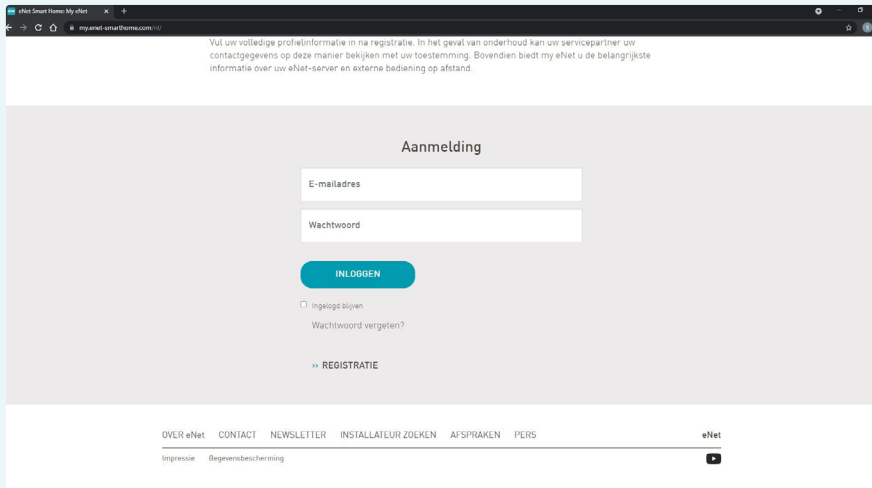 eNet Smart Home: My eNet
my.enet-smarthome.com/nl/
Vul uw volledige profielinformatie in na registratie. In het geval van onderhoud kan uw servicepartner uw
contactgegevens op deze manier bekijken met uw toestemming. Bovendien biedt my eNet u de belangrijkste
informatie over uw eNet-server en externe bediening op afstand.
Aanmelding
E-mailadres
Wachtwoord
INLOGGEN
Ingelogd blijven
Wachtwoord vergeten?
›› REGISTRATIE
OVER eNet CONTACT NEWSLETTER INSTALLATEUR ZOEKEN AFSPRAKEN PERS eNet
Impressie Gegevensbescherming